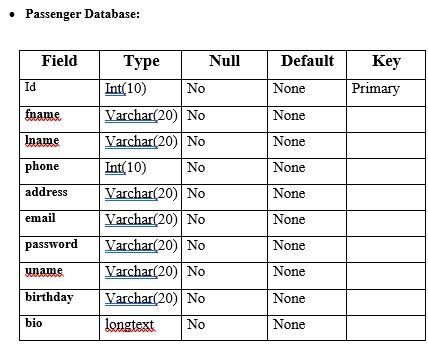 • Passenger Database:
Field Type Null Default Key
Id Int(10) No None Primary
fname Varchar(20) No None
lname Varchar(20) No None
phone Int(10) No None
address Varchar(20) No None
email Varchar(20) No None
password Varchar(20) No None
uname Varchar(20) No None
birthday Varchar(20) No None
bio longtext No None